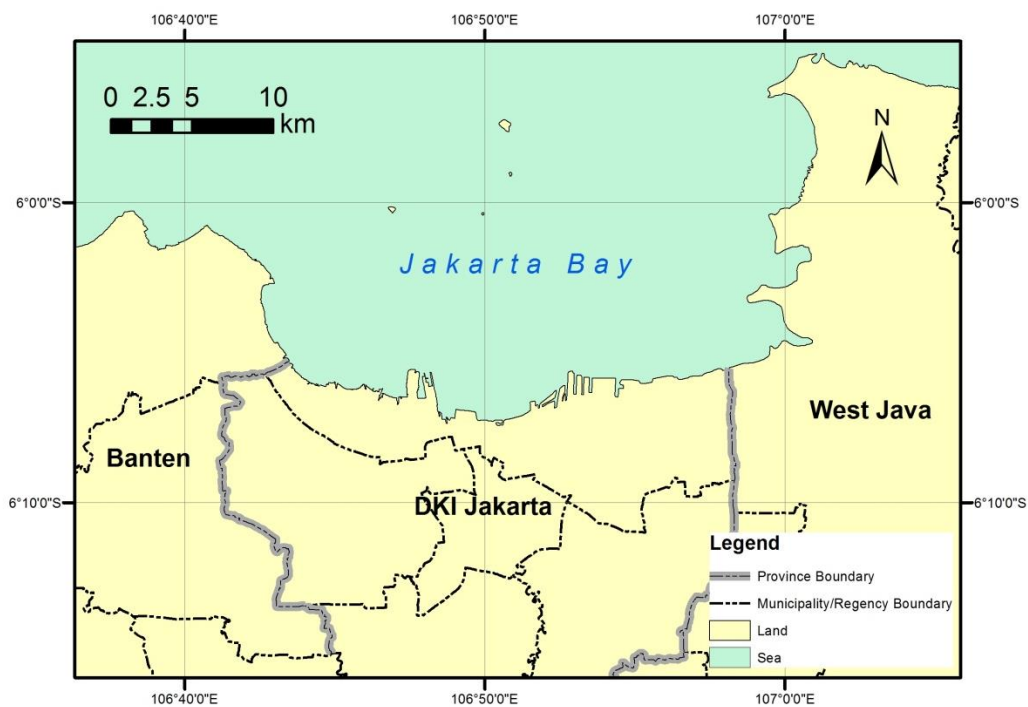 106°40'0"E 106°50'0"E 107°0'0"E
0 2.5 5 10
km
N
6°0'0"S 6°0'0"S
Jakarta Bay
West Java
Banten
6°10'0"S 6°10'0"S
DKI Jakarta
Legend
Province Boundary
Municipality/Regency Boundary
Land
Sea
106°40'0"E 106°50'0"E 107°0'0"E